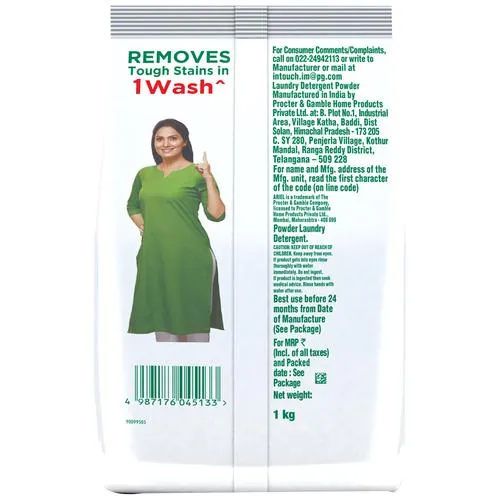 REMOVES
Tough Stains in
1Wash^
4 987176 045133 >
90099505
For Consumer Comments/Complaints,
call on 022-24942113 or write to
Manufacturer or mail at
intouch.im@pg.com
Laundry Detergent Powder
Manufactured in India by
Procter & Gamble Home Products
Private Ltd. at: B. Plot No.1, Industrial
Area, Village Katha, Baddi, Dist
Solan, Himachal Pradesh - 173 205
C. SY 280, Penjerla Village, Kothur
Mandal, Ranga Reddy District,
Telangana – 509 228
For name and Mfg. address of the
Mfg. unit, read the first character
of the code (on line code)
ARIEL is a Trademark of The
Procter & Gamble Company,
licensed to Procter & Gamble
Home Products Private Ltd.,
Mumbai, Maharashtra - 400 099
Powder Laundry
Detergent.
CAUTION: KEEP OUT OF REACH OF
CHILDREN. Keep away from eyes.
If product gets into eyes rinse
thoroughly with water
immediately. Do not ingest.
If product is ingested then seek
medical advice. Rinse hands with
water after use.
Best use before 24
months from Date
of Manufacture
(See Package)
For MRP ₹
(Incl. of all taxes)
and Packed
date : See
Package
Net weight:
1 kg